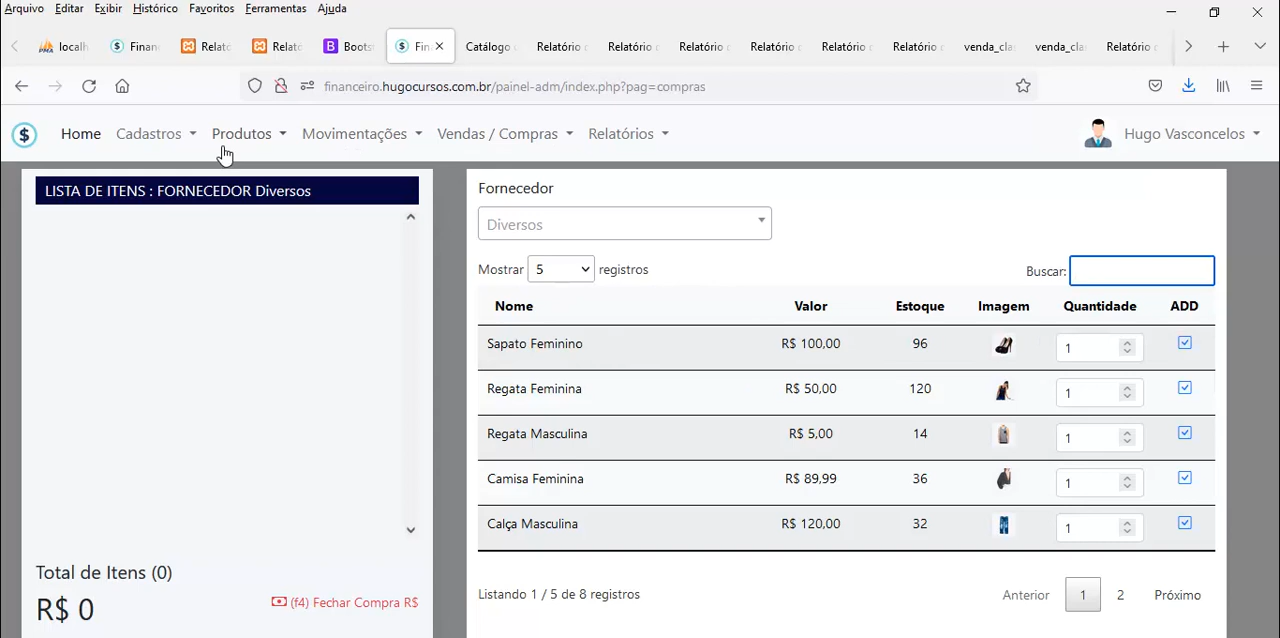 Arquivo Editar Exibir Histórico Favoritos Ferramentas Ajuda
localh Finan Relató Relató Boots Fin Catálogo Relatório Relatório Relatório Relatório Relatório Relatório venda_cla venda_cla Relatório
financeiro.hugocursos.com.br/painel-adm/index.php?pag=compras
$ Home Cadastros Produtos Movimentações Vendas / Compras Relatórios Hugo Vasconcelos
LISTA DE ITENS : FORNECEDOR Diversos
Total de Itens (0)
R$ 0 (f4) Fechar Compra R$
Fornecedor
Diversos
Mostrar 5 registros Buscar:
Nome Valor Estoque Imagem Quantidade ADD
Sapato Feminino R$ 100,00 96 1
Regata Feminina R$ 50,00 120 1
Regata Masculina R$ 5,00 14 1
Camisa Feminina R$ 89,99 36 1
Calça Masculina R$ 120,00 32 1
Listando 1 / 5 de 8 registros Anterior 1 2 Próximo